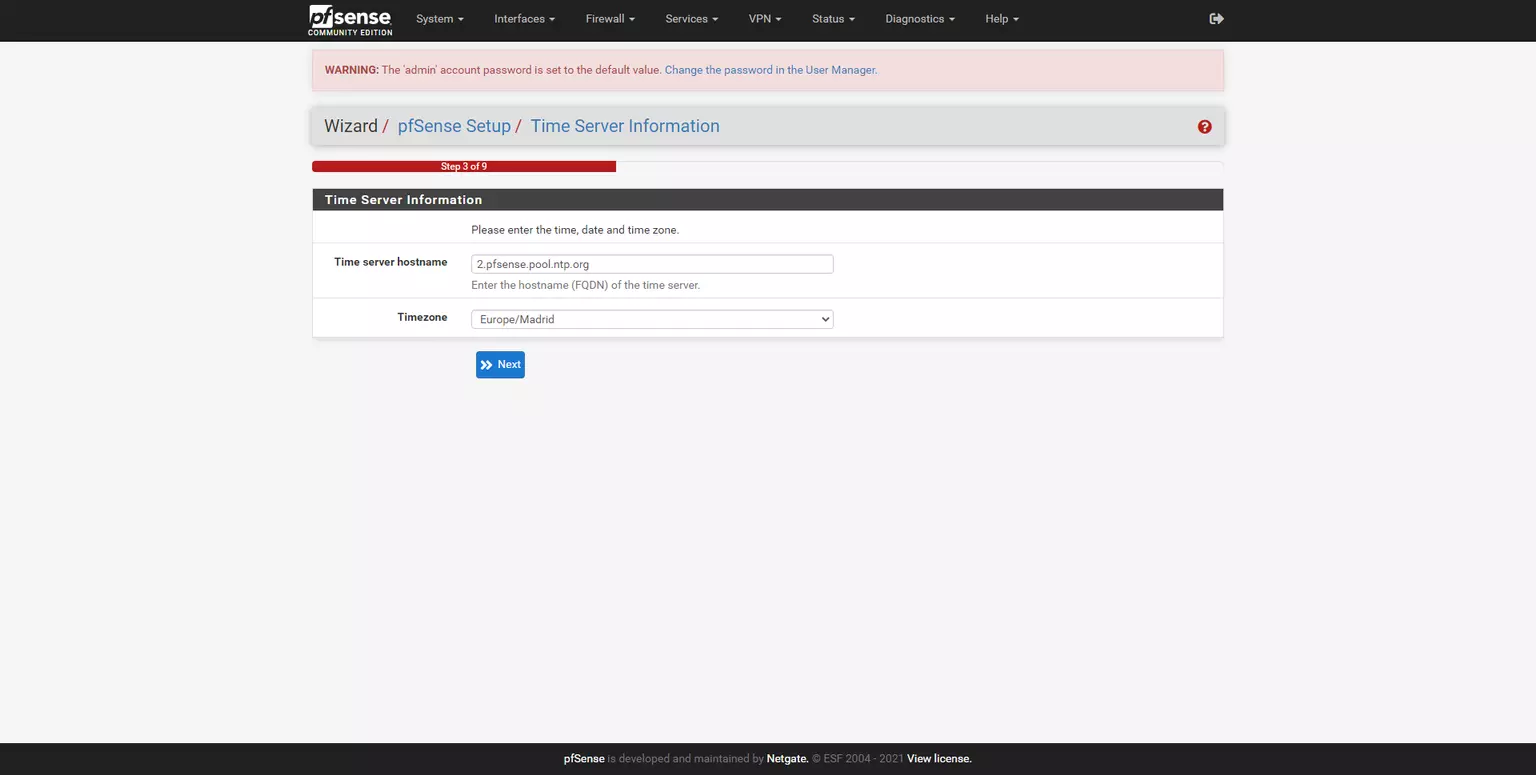 pfsense COMMUNITY EDITION System Interfaces Firewall Services VPN Status Diagnostics Help
WARNING: The 'admin' account password is set to the default value. Change the password in the User Manager.
Wizard / pfSense Setup / Time Server Information
Step 3 of 9
Time Server Information
Please enter the time, date and time zone.
Time server hostname 2.pfsense.pool.ntp.org
Enter the hostname (FQDN) of the time server.
Timezone Europe/Madrid
Next
pfSense is developed and maintained by Netgate. © ESF 2004 - 2021 View license.